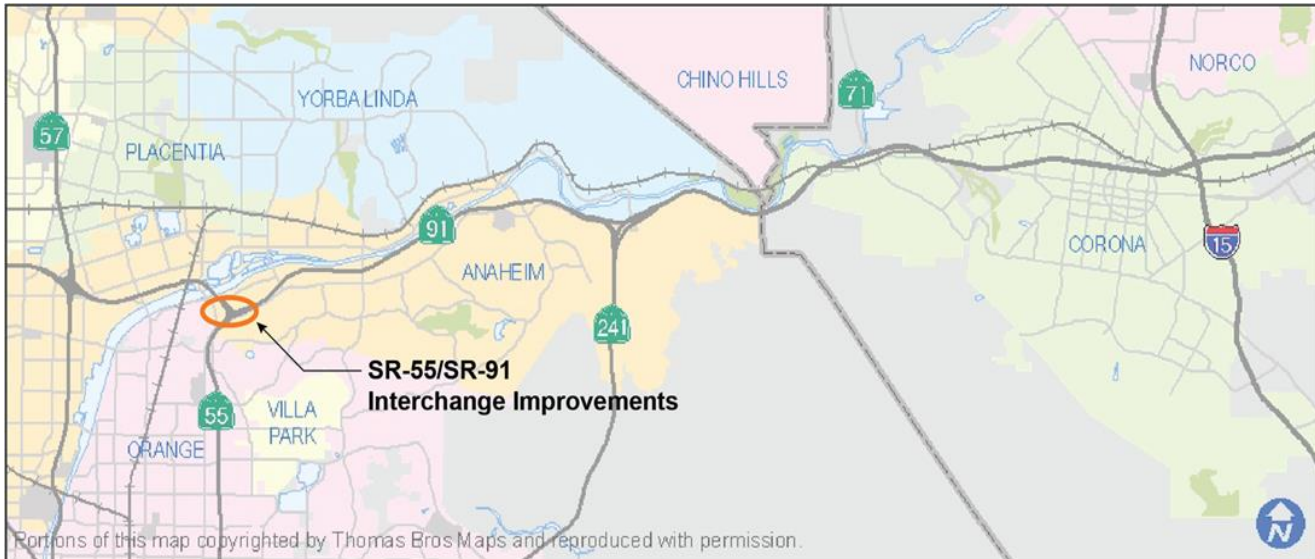 CHINO HILLS
NORCO
71
YORBA LINDA
57
PLACENTIA
91
CORONA
15
ANAHEIM
241
SR-55/SR-91
Interchange Improvements
55
VILLA
PARK
ORANGE
N
Portions of this map copyrighted by Thomas Bros Maps and reproduced with permission.